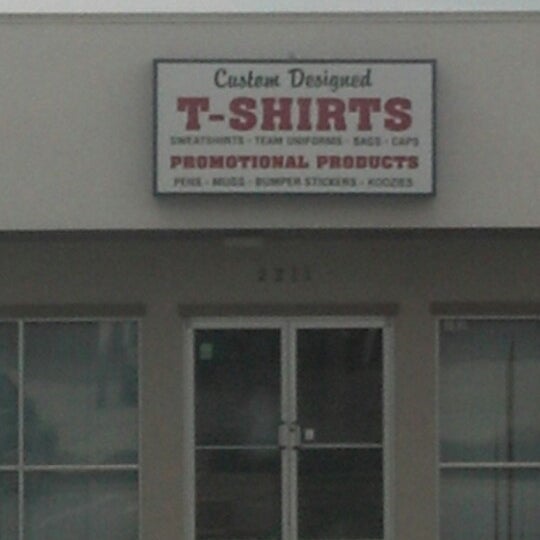 Custom Designed
T-SHIRTS
SWEATSHIRTS - TEAM UNIFORMS - BAGS - CAPS
PROMOTIONAL PRODUCTS
PENS - MUGS - BUMPER STICKERS - KOOZIES